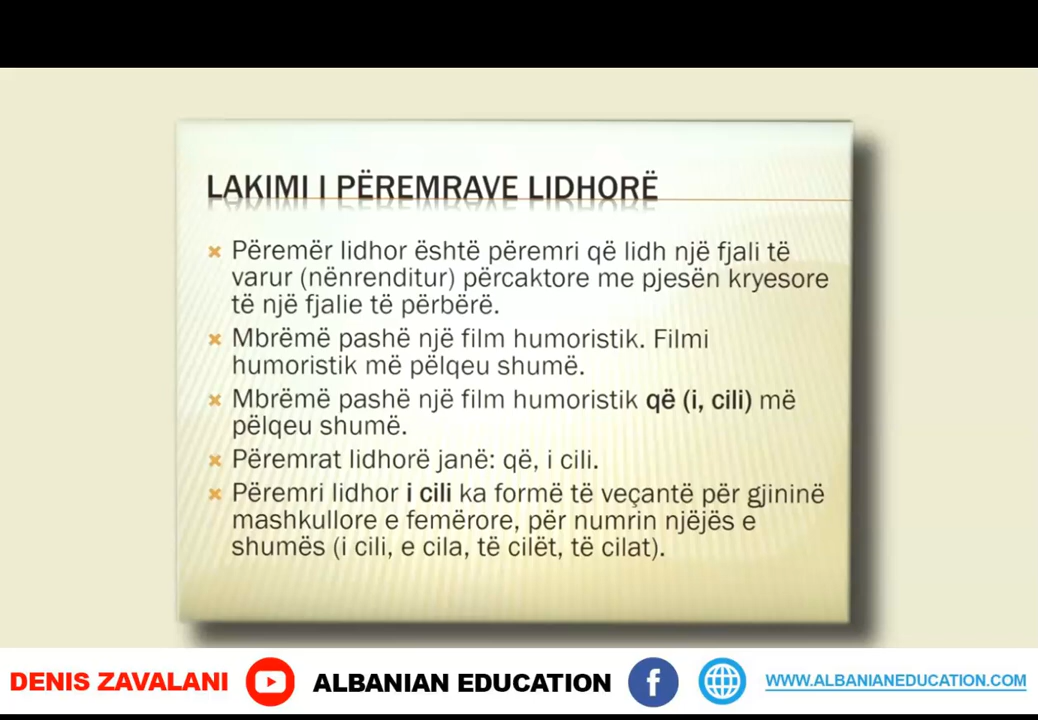 LAKIMI I PËREMRAVE LIDHORË
Përemër lidhor është përemri që lidh një fjali të
varur (nënrenditur) përcaktore me pjesën kryesore
të një fjalie të përbërë.
Mbrëmë pashë një film humoristik. Filmi
humoristik më pëlqeu shumë.
Mbrëmë pashë një film humoristik që (i, cili) më
pëlqeu shumë.
Përemrat lidhorë janë: që, i cili.
Përemri lidhor i cili ka formë të veçantë për gjininë
mashkullore e femërore, për numrin njëjës e
shumës (i cili, e cila, të cilët, të cilat).
DENIS ZAVALANI ALBANIAN EDUCATION f WWW.ALBANIANEDUCATION.COM